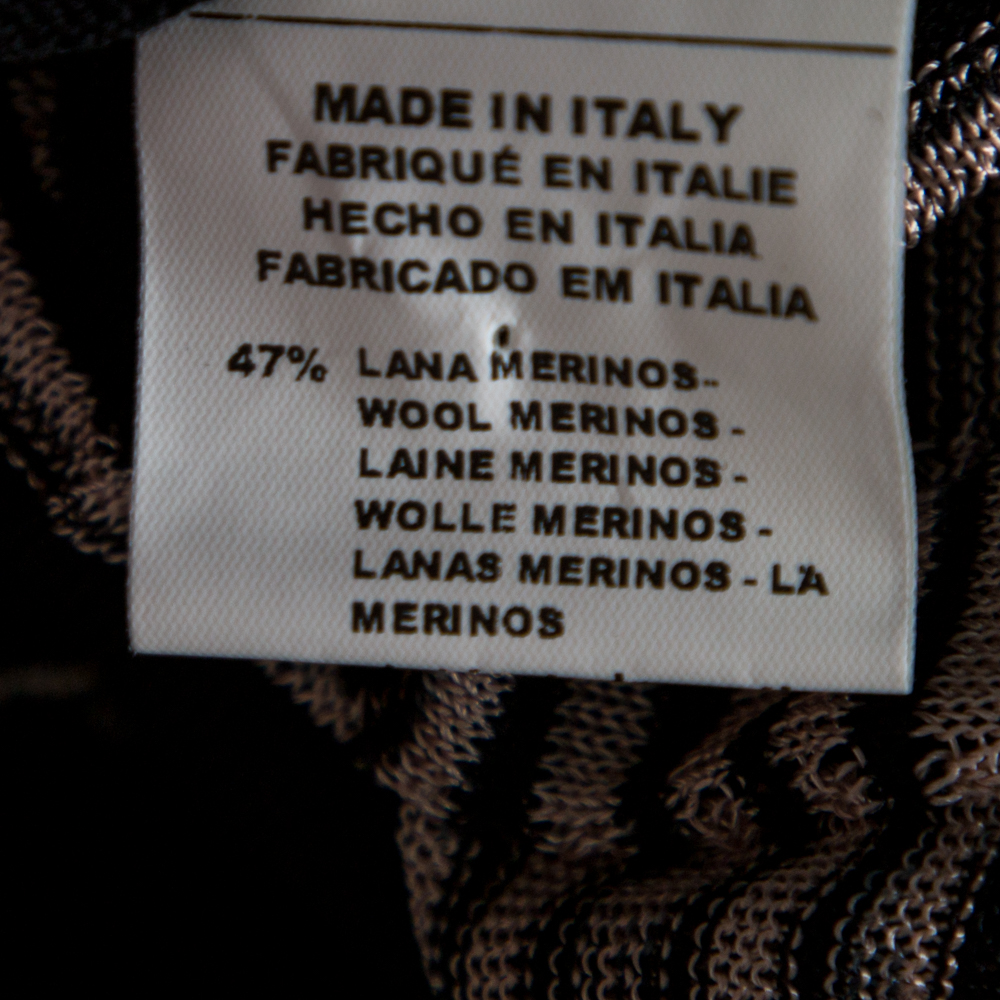 MADE IN ITALY
FABRIQUÉ EN ITALIE
HECHO EN ITALIA
FABRICADO EM ITALIA
47% LANA MERINOS-
WOOL MERINOS -
LAINE MERINOS -
WOLLE MERINOS -
LANAS MERINOS - LÃ
MERINOS